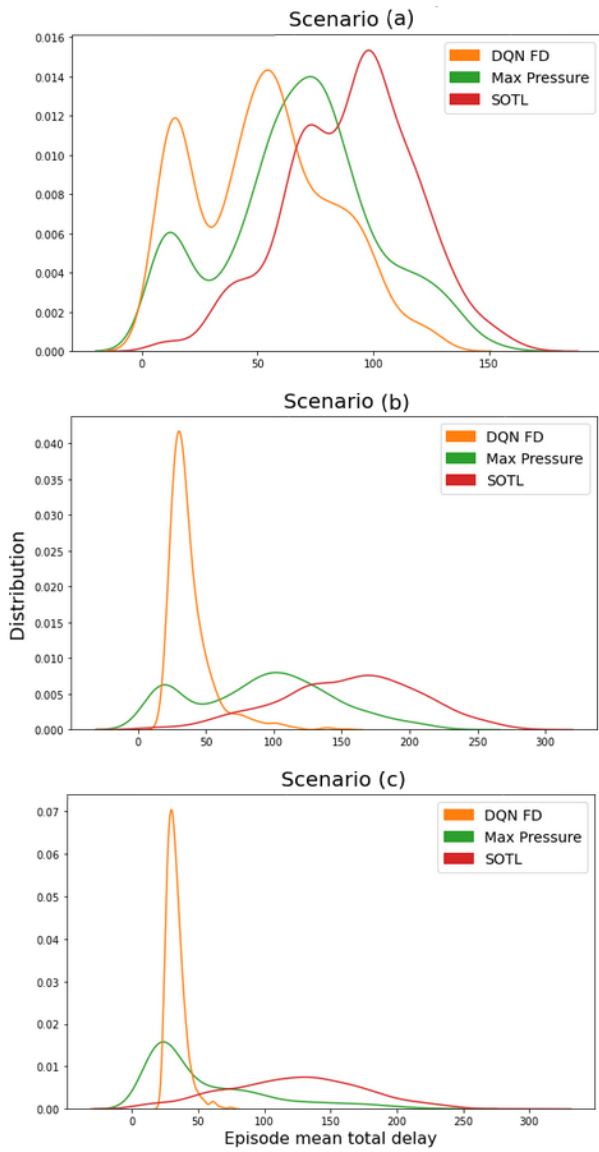 Scenario (a)
0.016
0.014
0.012
0.010
0.008
0.006
0.004
0.002
0.000
DQN FD
Max Pressure
SOTL
0 50 100 150
Scenario (b)
0.040
0.035
0.030
0.025
0.020
0.015
0.010
0.005
0.000
DQN FD
Max Pressure
SOTL
Distribution
0 50 100 150 200 250 300
Scenario (c)
0.07
0.06
0.05
0.04
0.03
0.02
0.01
0.00
DQN FD
Max Pressure
SOTL
0 50 100 150 200 250 300
Episode mean total delay